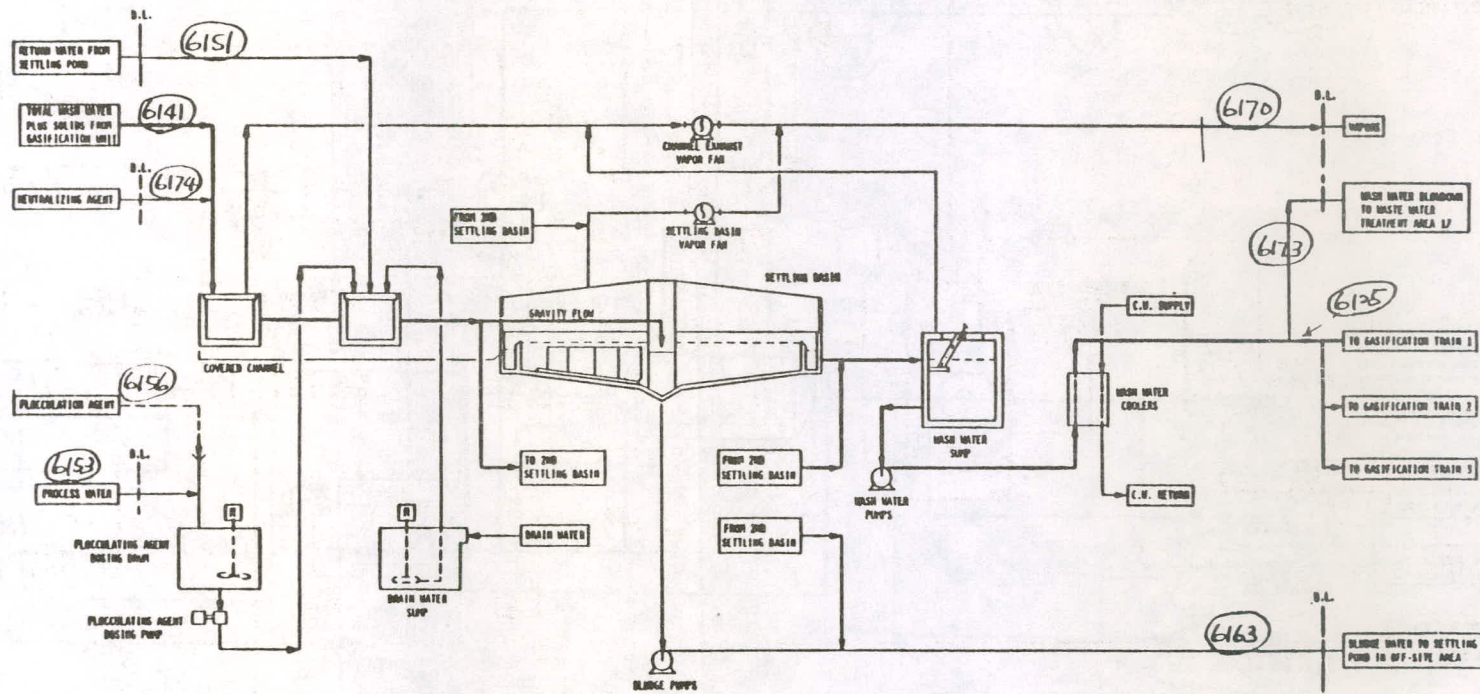 B.L.
6151
RETURN WATER FROM
SETTLING POND
TOTAL WASH WATER
PLUS SOLIDS FROM
GASIFICATION UNIT
6141
B.L.
6174
NEUTRALIZING AGENT
FROM 2ND
SETTLING BASIN
CHANNEL EXHAUST
VAPOR FAN
SETTLING BASIN
VAPOR FAN
6170
B.L.
VAPORS
WASH WATER BLOWDOWN
TO WASTE WATER
TREATMENT AREA 17
6173
SETTLING BASIN
GRAVITY FLOW
COVERED CHANNEL
C.W. SUPPLY
WASH WATER
COOLERS
C.W. RETURN
TO GASIFICATION TRAIN 1
TO GASIFICATION TRAIN 2
TO GASIFICATION TRAIN 3
6156
FLOCCULATION AGENT
6153
B.L.
PROCESS WATER
FLOCCULATING AGENT
DOSING DRUM
FLOCCULATING AGENT
DOSING PUMP
M
M
DRAIN WATER
DRAIN WATER
SUMP
TO 2ND
SETTLING BASIN
FROM 2ND
SETTLING BASIN
FROM 2ND
SETTLING BASIN
WASH WATER
SUMP
WASH WATER
PUMPS
SLUDGE PUMPS
6163
B.L.
SLUDGE WATER TO SETTLING
POND IN OFF-SITE AREA